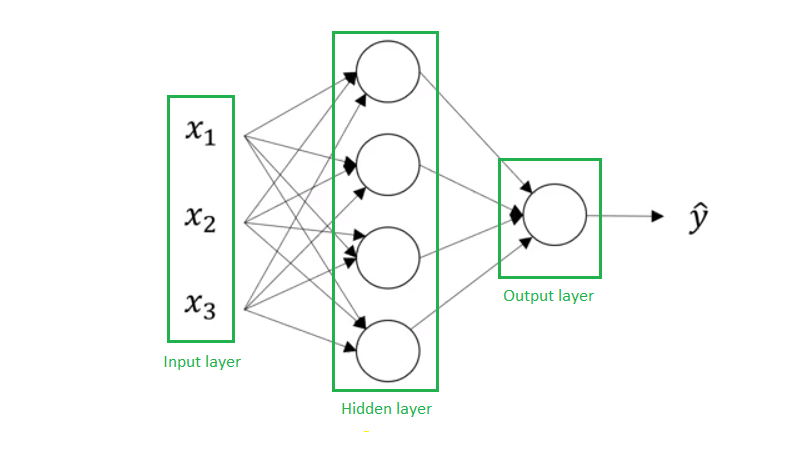 x₁
x₂
x₃
ŷ
Input layer
Hidden layer
Output layer